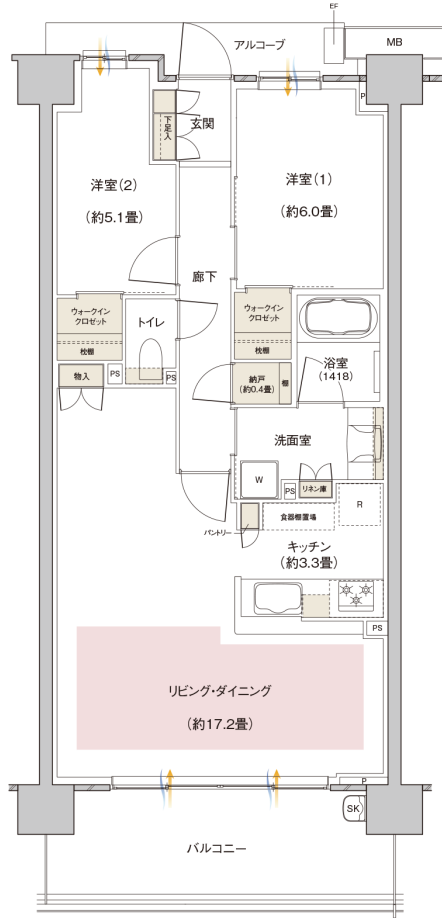 EF
アルコーブ
MB
P
下足入
玄関
洋室(2)
(約5.1畳)
洋室(1)
(約6.0畳)
廊下
ウォークイン
クロゼット
枕棚
トイレ
ウォークイン
クロゼット
枕棚
物入
PS
PS
納戸
(約0.4畳)
棚
浴室
(1418)
洗面室
W
PS
リネン庫
R
食器棚置場
パントリー
キッチン
(約3.3畳)
PS
リビング・ダイニング
(約17.2畳)
P
SK
バルコニー